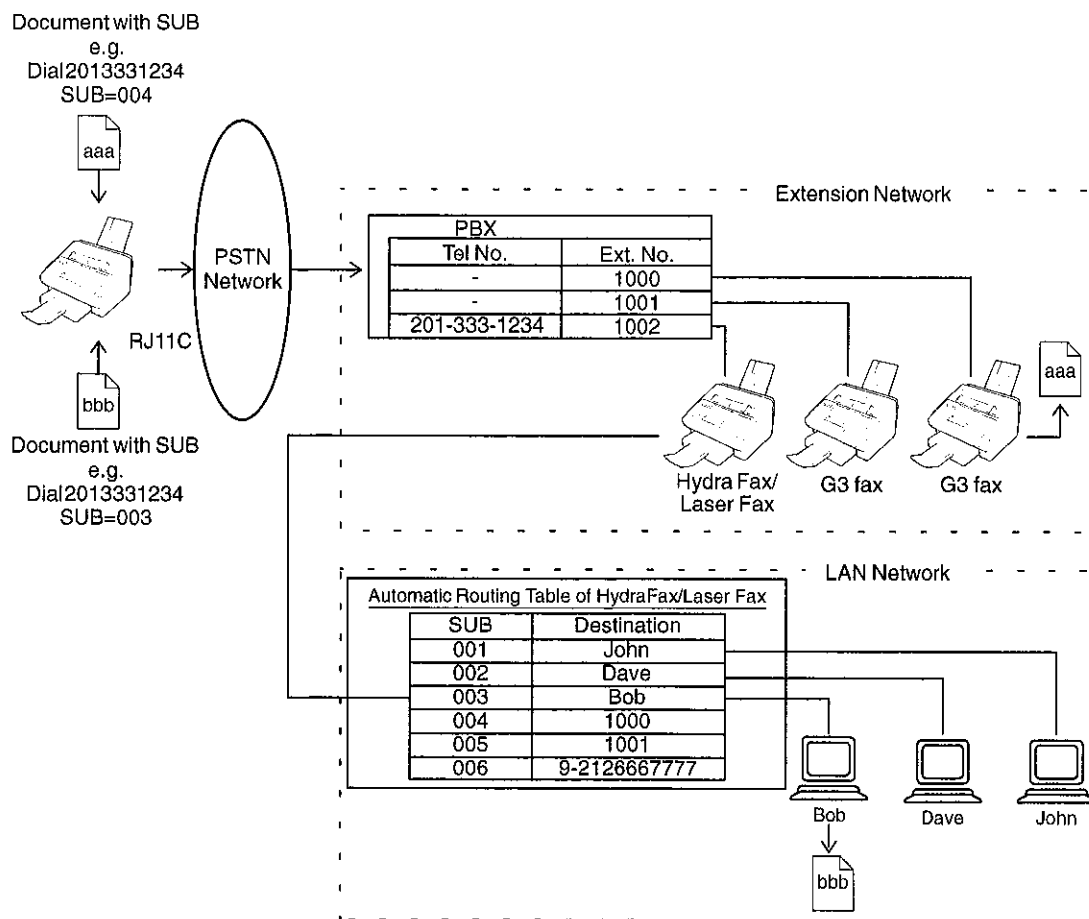 Document with SUB
e.g.
Dial2013331234
SUB=004
aaa
PSTN
Network
RJ11C
bbb
Document with SUB
e.g.
Dial2013331234
SUB=003
Extension Network
PBX
Tel No. Ext. No.
- 1000
- 1001
201-333-1234 1002
aaa
Hydra Fax/
Laser Fax
G3 fax
G3 fax
LAN Network
Automatic Routing Table of HydraFax/Laser Fax
SUB Destination
001 John
002 Dave
003 Bob
004 1000
005 1001
006 9-2126667777
Bob
Dave
John
bbb